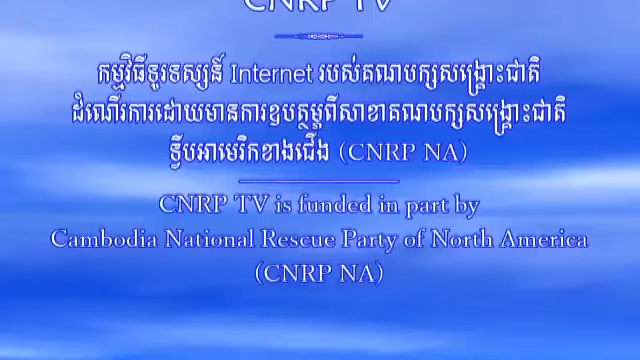 CNRP TV
កម្មវិធីទូរទស្សន៍ Internet របស់គណបក្សសង្គ្រោះជាតិ
ដំណើរការដោយមានការឧបត្ថម្ភពីសាខាគណបក្សសង្គ្រោះជាតិ
ទ្វីបអាមេរិកខាងជើង (CNRP NA)
CNRP TV is funded in part by
Cambodia National Rescue Party of North America
(CNRP NA)